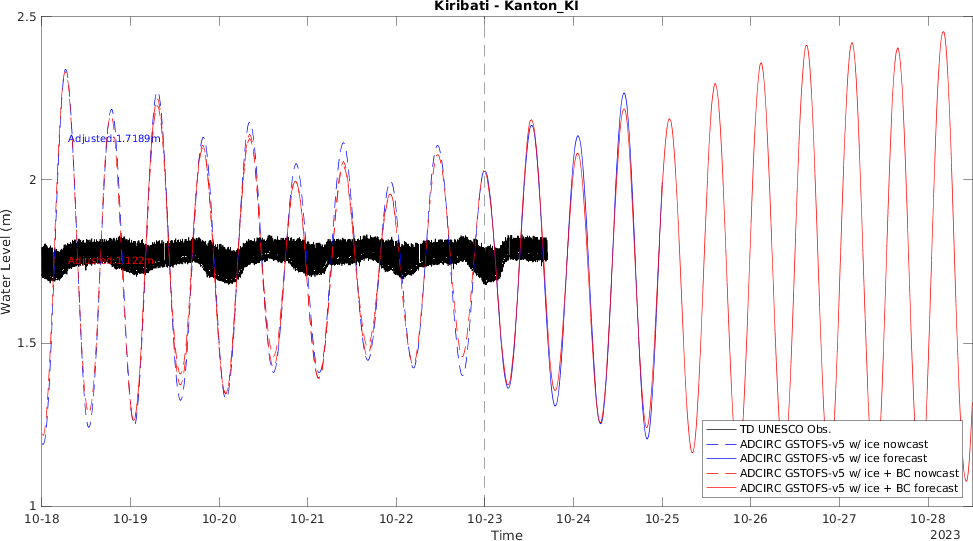 Kiribati - Kanton_KI
2.5
2
1.5
1
Water Level (m)
Adjusted:1.7189m
Adjusted:1.122m
TD UNESCO Obs.
ADCIRC GSTOFS-v5 w/ ice nowcast
ADCIRC GSTOFS-v5 w/ ice forecast
ADCIRC GSTOFS-v5 w/ ice + BC nowcast
ADCIRC GSTOFS-v5 w/ ice + BC forecast
10-18 10-19 10-20 10-21 10-22 10-23 10-24 10-25 10-26 10-27 10-28
2023
Time